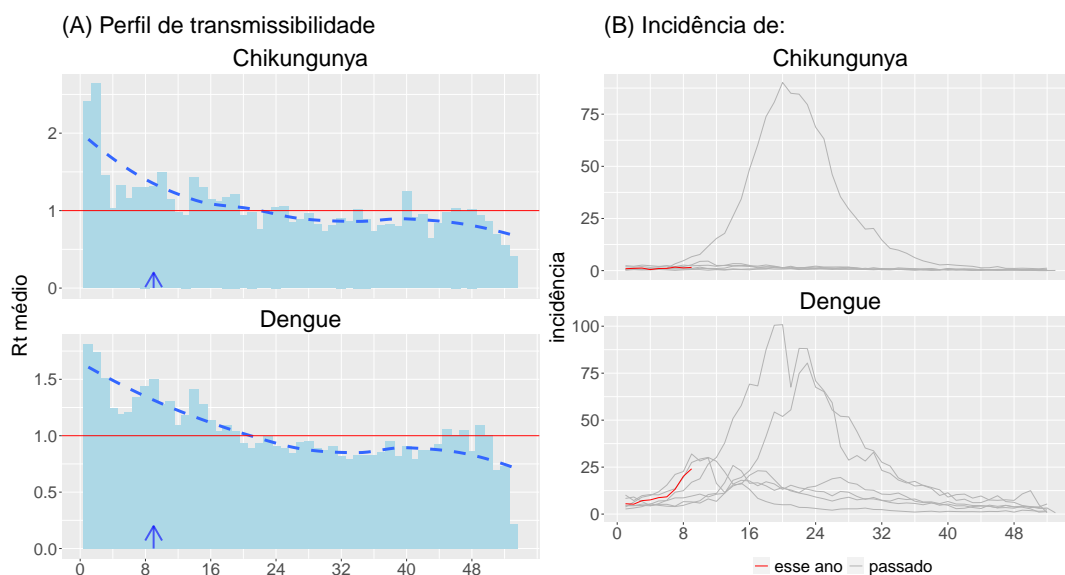 (A) Perfil de transmissibilidade
Chikungunya
2
1
0
Dengue
1.5
1.0
0.5
0.0
0 8 16 24 32 40 48
Rt médio
(B) Incidência de:
Chikungunya
75
50
25
0
Dengue
100
75
50
25
0
0 8 16 24 32 40 48
incidência
esse ano passado